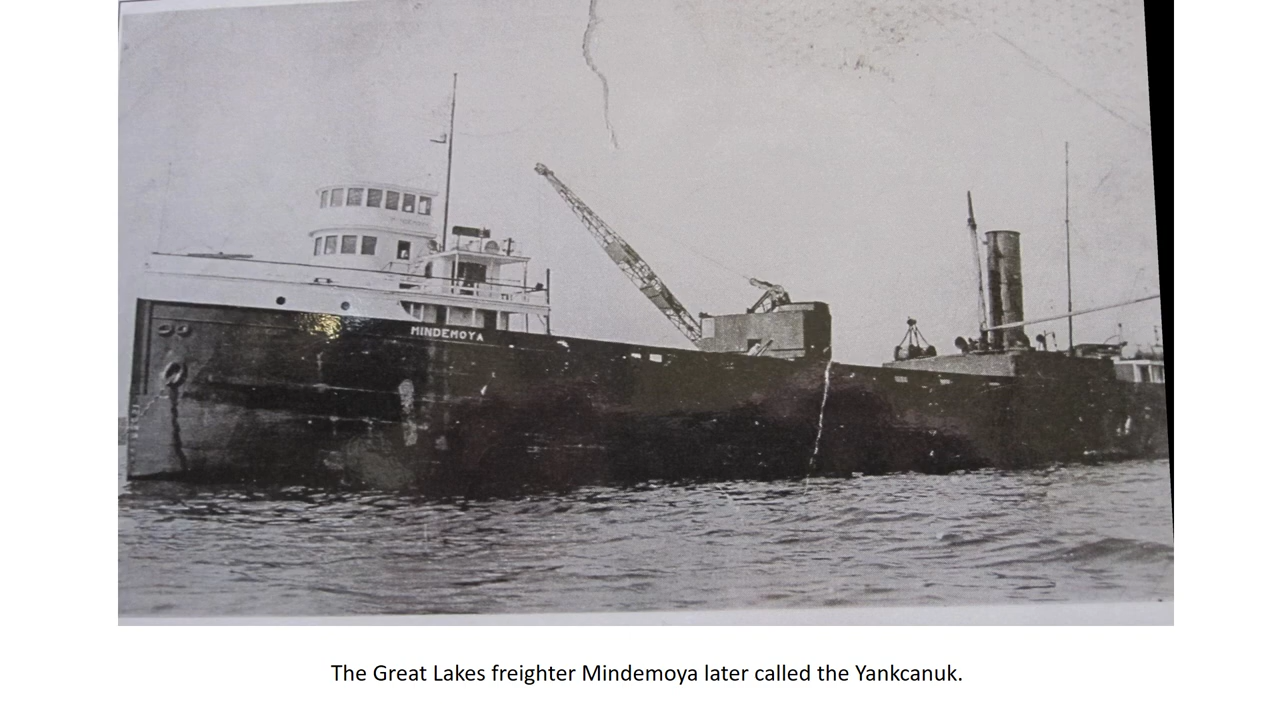 MINDEMOYA
The Great Lakes freighter Mindemoya later called the Yankcanuk.